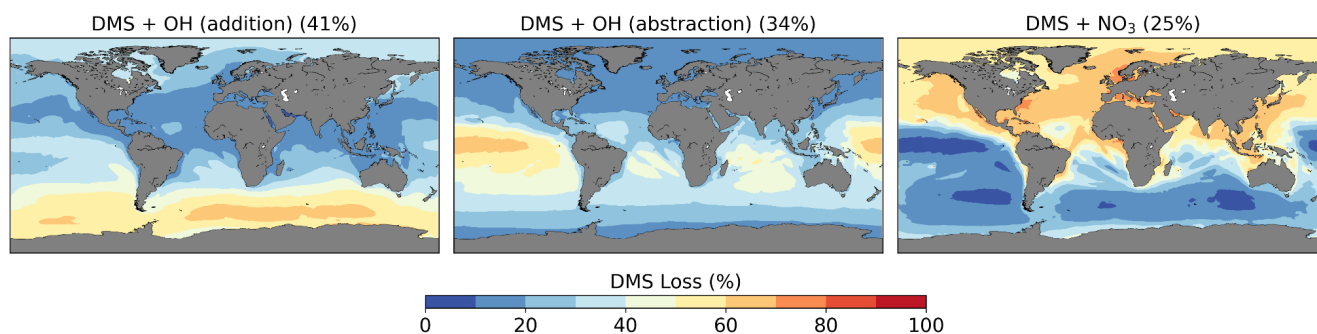 DMS + OH (addition) (41%)
DMS + OH (abstraction) (34%)
DMS + NO₃ (25%)
DMS Loss (%)
0 20 40 60 80 100